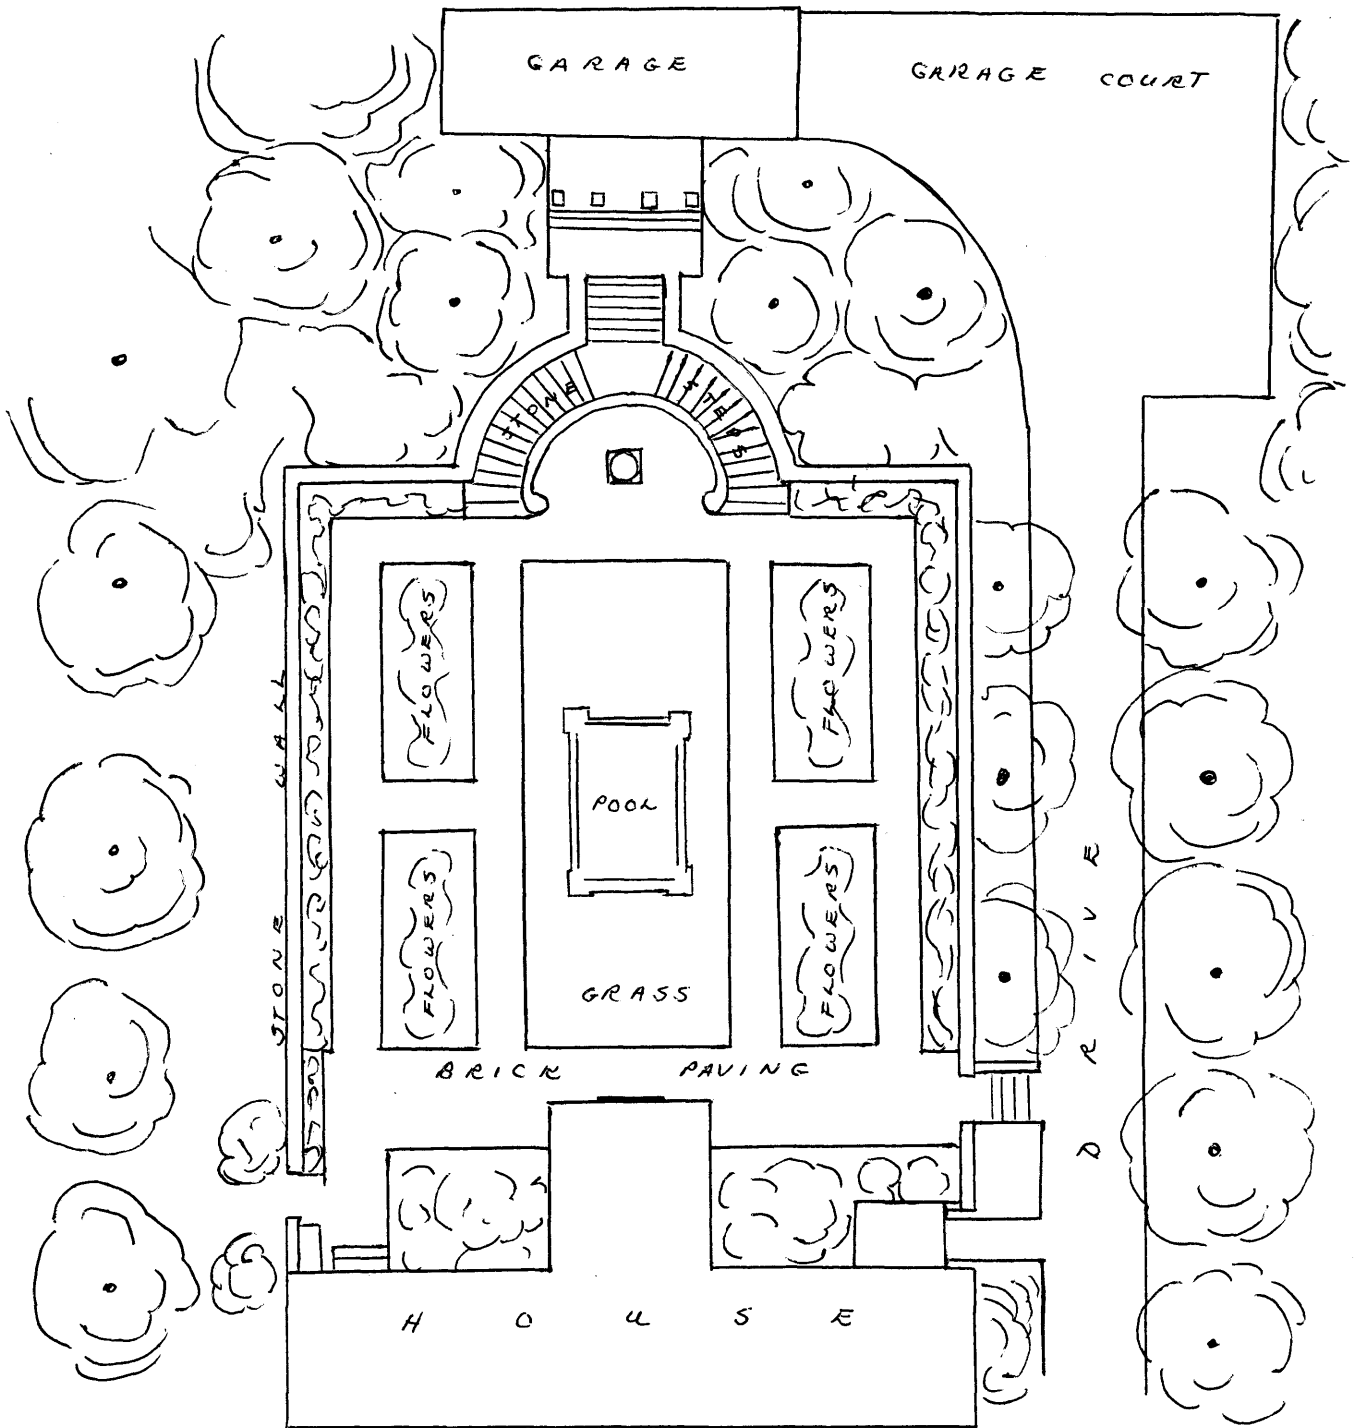 GARAGE
GARAGE COURT
STONE STEPS
FLOWERS
FLOWERS
STONE WALL
POOL
DRIVE
FLOWERS
FLOWERS
GRASS
BRICK PAVING
HOUSE